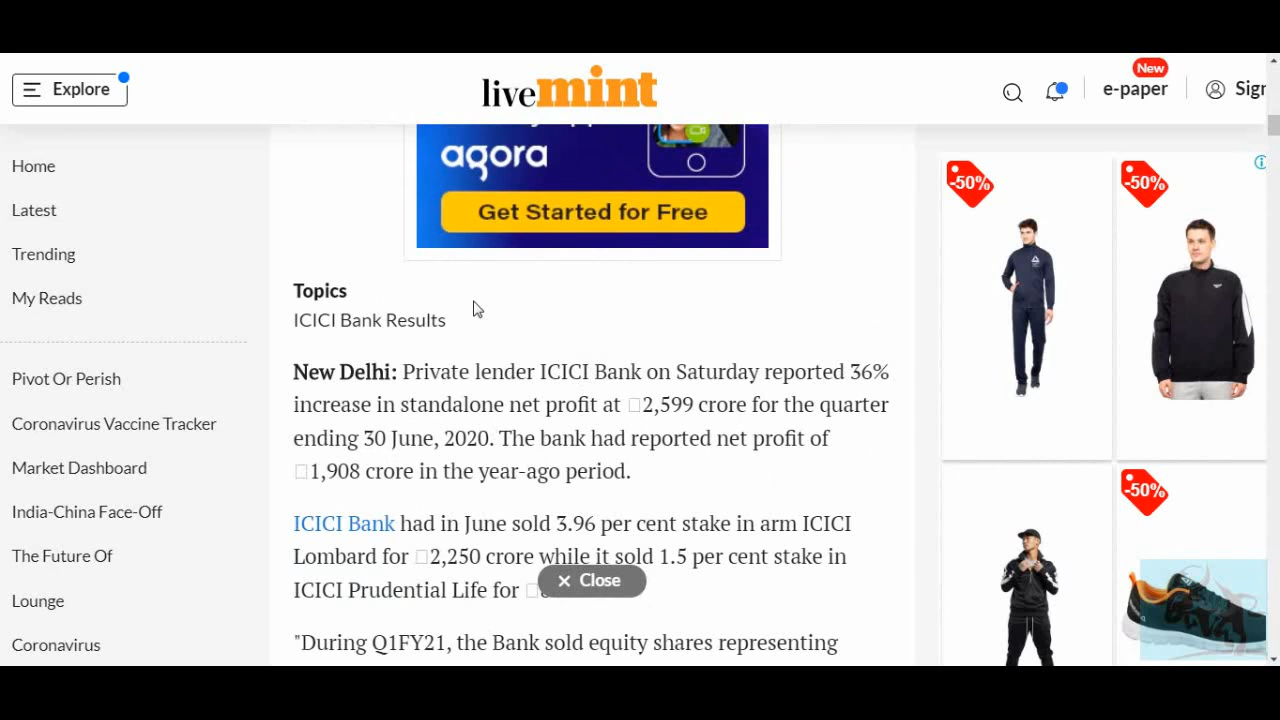 Explore
livemint
New
e-paper
Sign
Home
Latest
Trending
My Reads
Pivot Or Perish
Coronavirus Vaccine Tracker
Market Dashboard
India-China Face-Off
The Future Of
Lounge
Coronavirus
agora
Get Started for Free
Topics
ICICI Bank Results
New Delhi: Private lender ICICI Bank on Saturday reported 36%
increase in standalone net profit at □2,599 crore for the quarter
ending 30 June, 2020. The bank had reported net profit of
□1,908 crore in the year-ago period.
ICICI Bank had in June sold 3.96 per cent stake in arm ICICI
Lombard for □2,250 crore while it sold 1.5 per cent stake in
ICICI Prudential Life for □
× Close
"During Q1FY21, the Bank sold equity shares representing
-50%
-50%
-50%